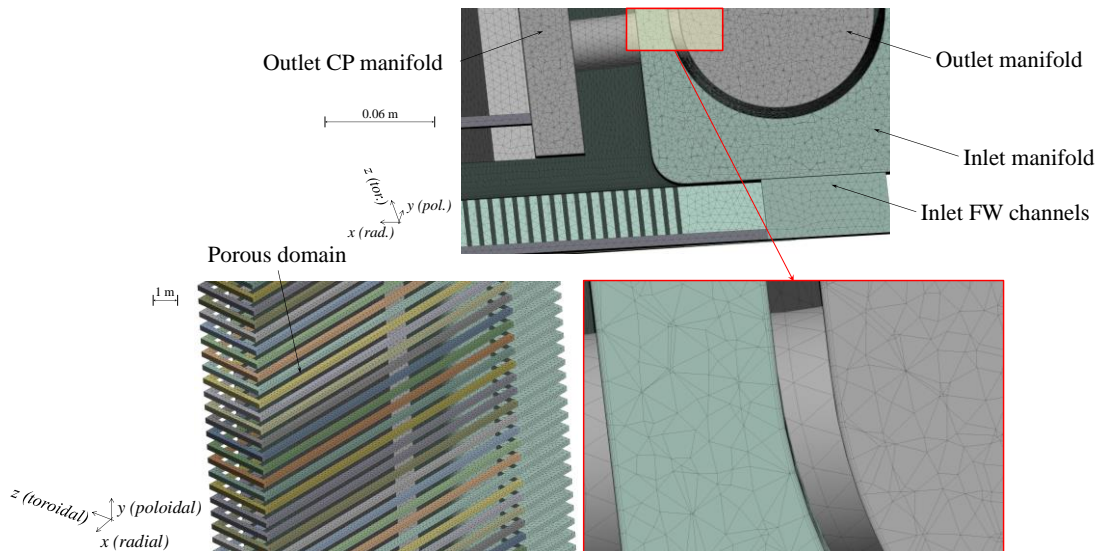 Outlet CP manifold
Outlet manifold
0.06 m
Inlet manifold
z (tor.)
y (pol.)
x (rad.)
Inlet FW channels
Porous domain
1 m
z (toroidal)
y (poloidal)
x (radial)